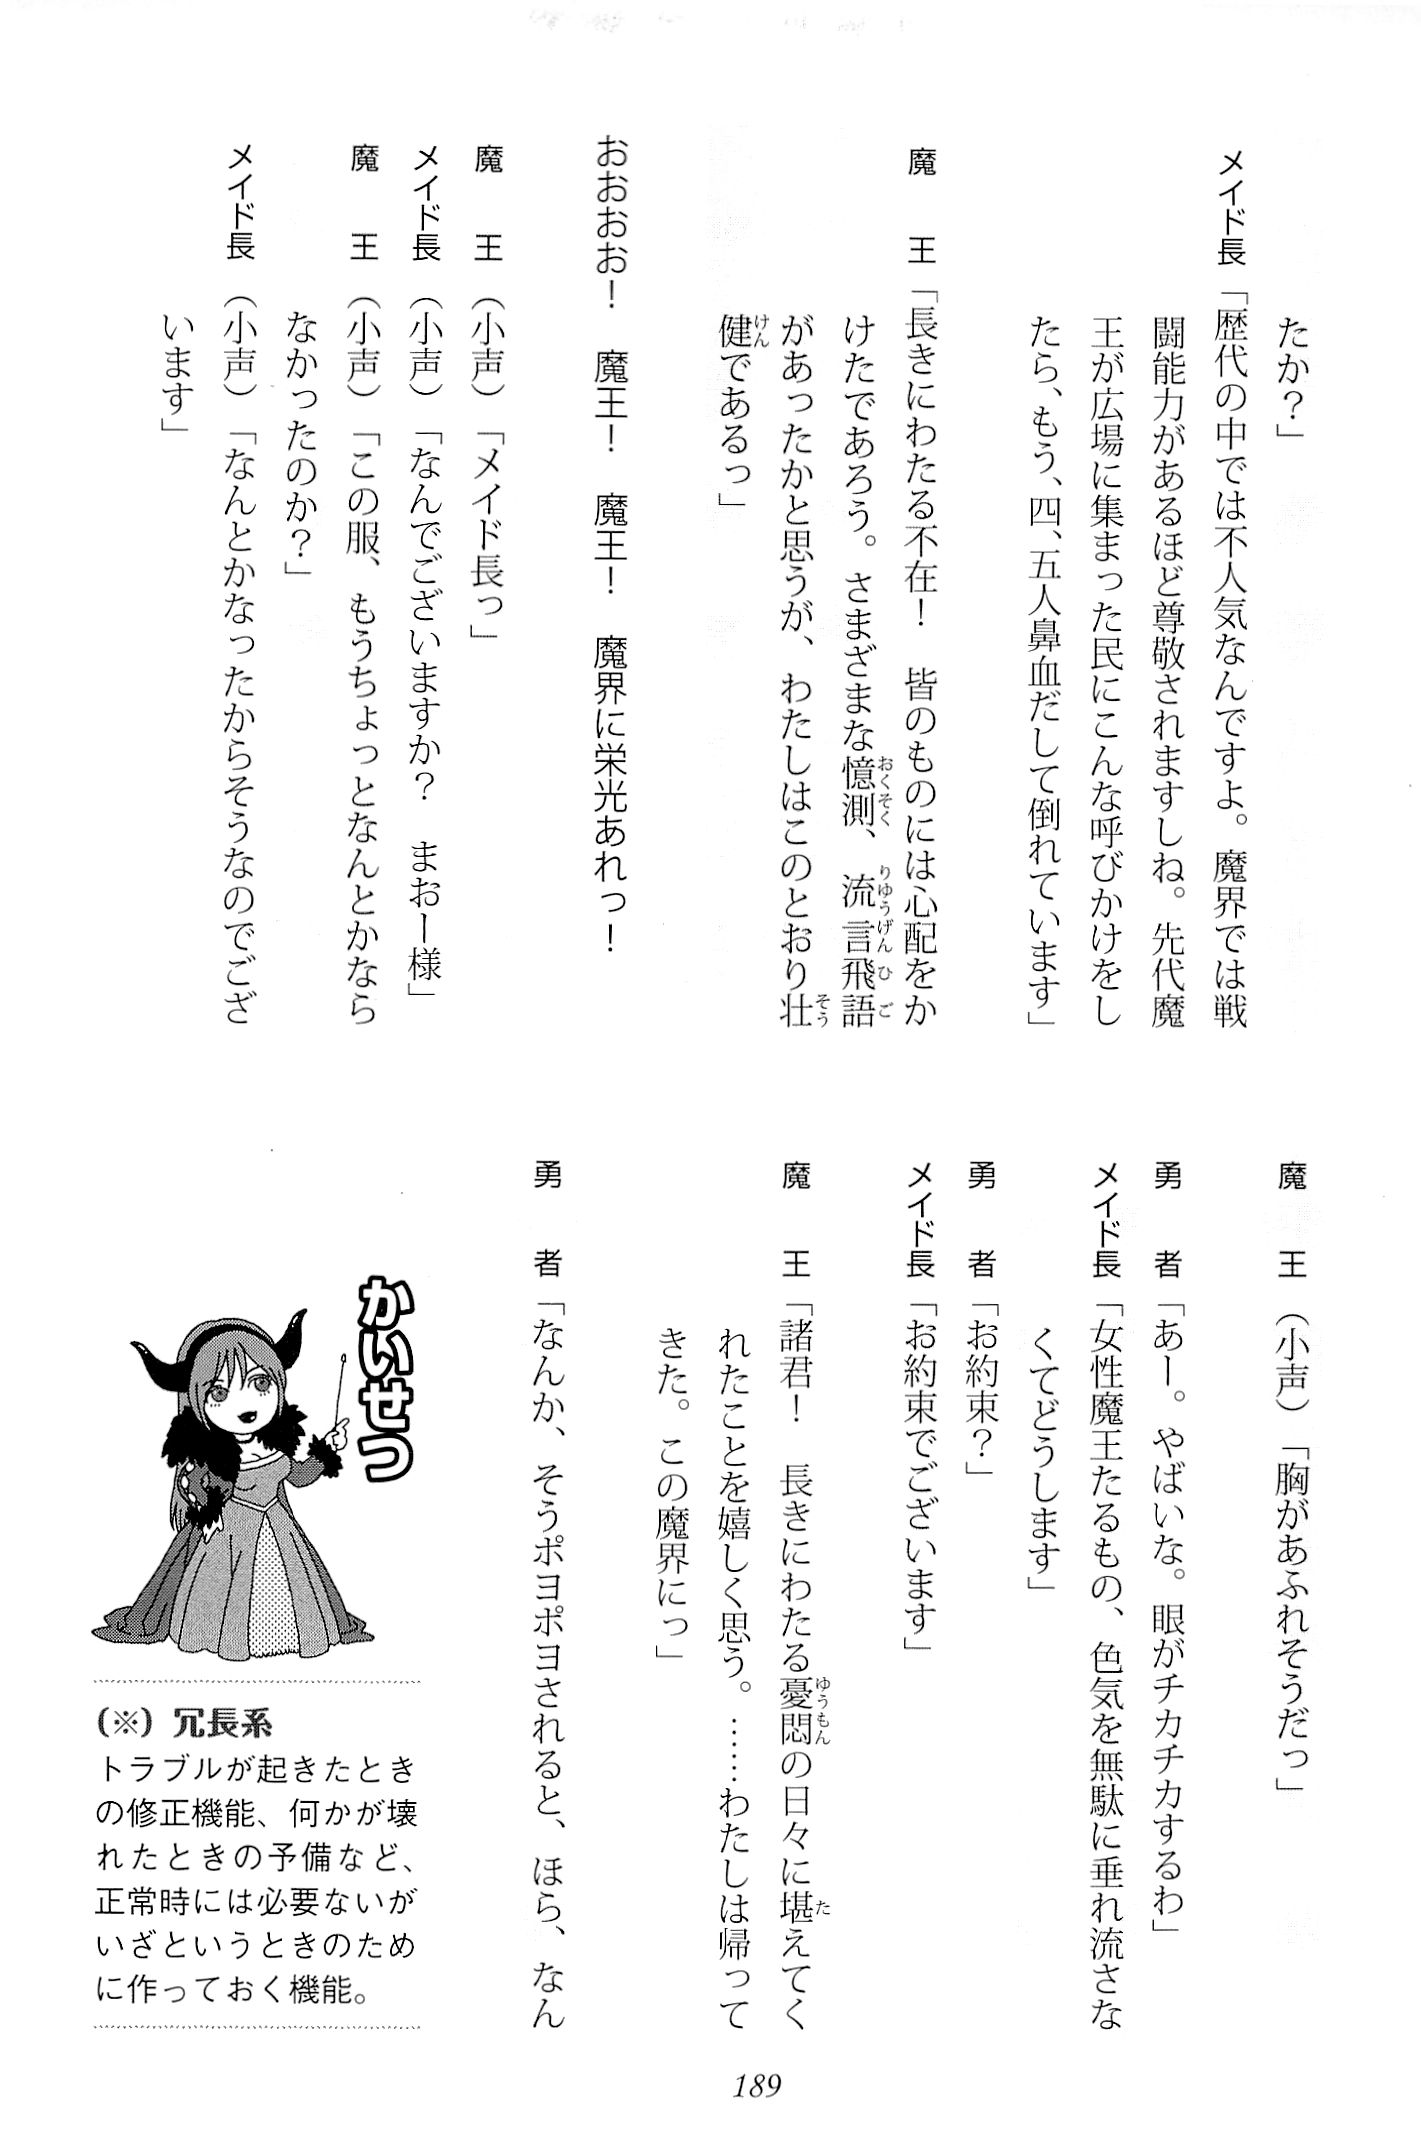 たか？」
メイド長「歴代の中では不人気なんですよ。魔界では戦
闘能力があるほど尊敬されますしね。先代魔
王が広場に集まった民にこんな呼びかけをし
たら、もう、四、五人鼻血だして倒れています」
魔　王「長きにわたる不在！　皆のものには心配をか
けたであろう。さまざまな憶測、流言飛語
があったかと思うが、わたしはこのとおり壮
健であるっ」
おおおお！　魔王！　魔王！　魔界に栄光あれっ！
魔　王（小声）「メイド長っ」
メイド長（小声）「なんでございますか？　まおー様」
魔　王（小声）「この服、もうちょっとなんとかなら
なかったのか？」
メイド長（小声）「なんとかなったからそうなのでござ
います」
魔　王（小声）「胸があふれそうだっ」
勇　者「あー。やばいな。眼がチカチカするわ」
メイド長「女性魔王たるもの、色気を無駄に垂れ流さな
くてどうします」
勇　者「お約束？」
メイド長「お約束でございます」
魔　王「諸君！　長きにわたる憂悶の日々に堪えてく
れたことを嬉しく思う。……わたしは帰って
きた。この魔界にっ」
勇　者「なんか、そうポヨポヨされると、ほら、なん
かいせつ
（※）冗長系
トラブルが起きたとき
の修正機能、何かが壊
れたときの予備など、
正常時には必要ないが
いざというときのため
に作っておく機能。
189